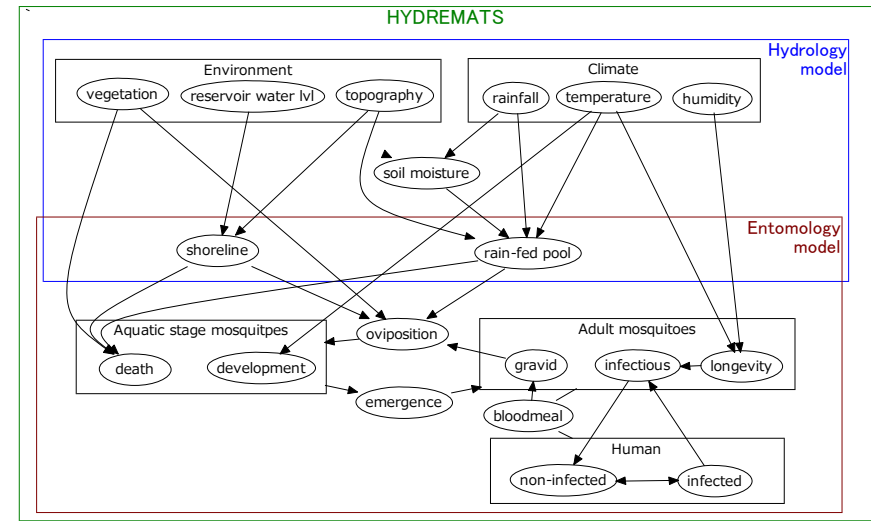 `
HYDREMATS
Hydrology
model
Environment
vegetation
reservoir water lvl
topography
Climate
rainfall
temperature
humidity
soil moisture
Entomology
model
shoreline
rain-fed pool
Aquatic stage mosquitpes
death
development
oviposition
emergence
Adult mosquitoes
gravid
infectious
longevity
bloodmeal
Human
non-infected
infected